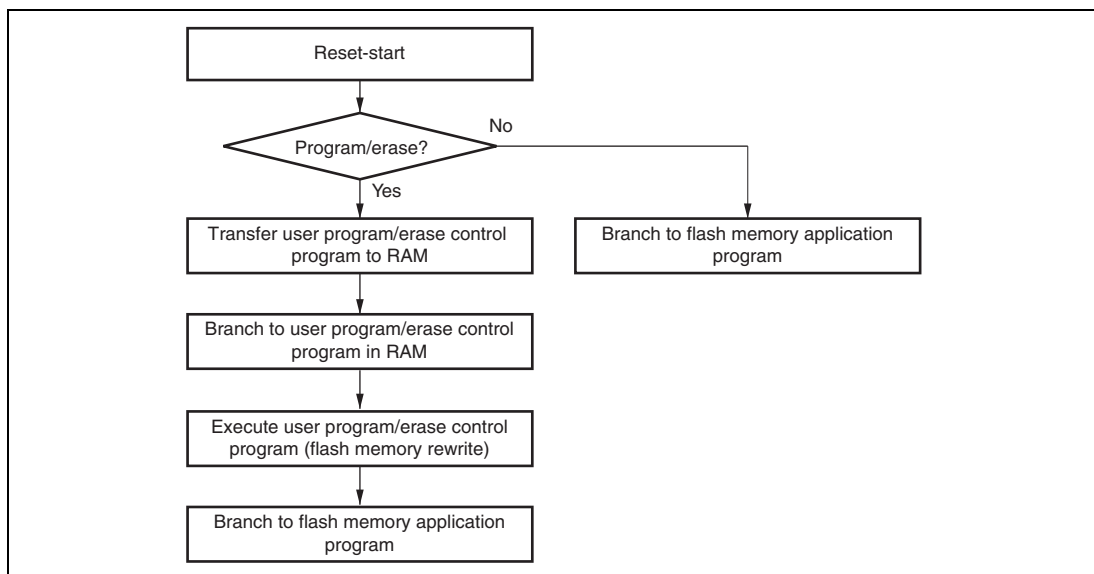 Reset-start
No
Program/erase?
Yes
Transfer user program/erase control
program to RAM
Branch to flash memory application
program
Branch to user program/erase control
program in RAM
Execute user program/erase control
program (flash memory rewrite)
Branch to flash memory application
program